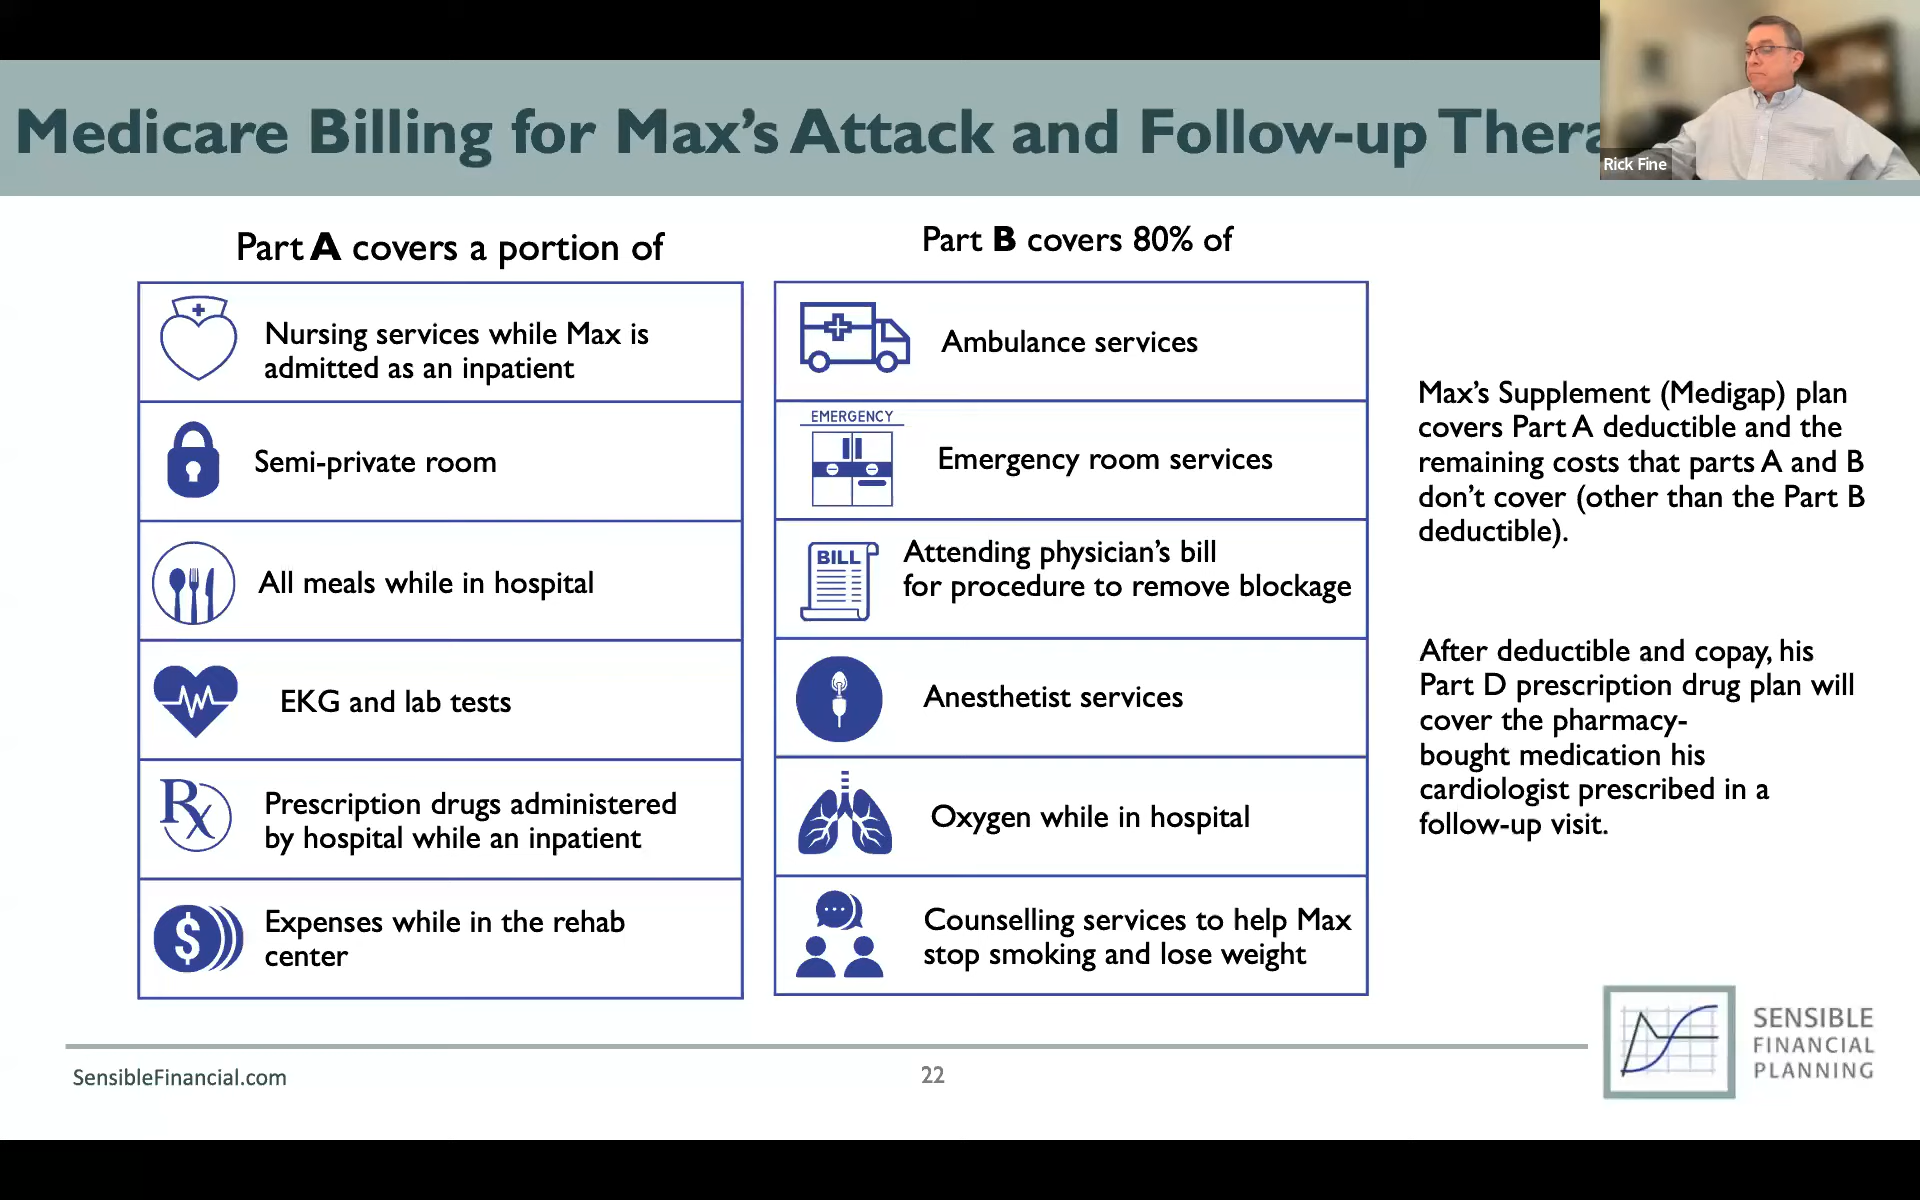 Medicare Billing for Max's Attack and Follow-up
Rick Fine
Part A covers a portion of
Nursing services while Max is
admitted as an inpatient
Semi-private room
All meals while in hospital
EKG and lab tests
Rx
Prescription drugs administered
by hospital while an inpatient
$
Expenses while in the rehab
center
Part B covers 80% of
Ambulance services
EMERGENCY
Emergency room services
BILL
Attending physician's bill
for procedure to remove blockage
Anesthetist services
Oxygen while in hospital
Counselling services to help Max
stop smoking and lose weight
Max's Supplement (Medigap) plan
covers Part A deductible and the
remaining costs that parts A and B
don't cover (other than the Part B
deductible).
After deductible and copay, his
Part D prescription drug plan will
cover the pharmacy-
bought medication his
cardiologist prescribed in a
follow-up visit.
SensibleFinancial.com
22
SENSIBLE
FINANCIAL
PLANNING